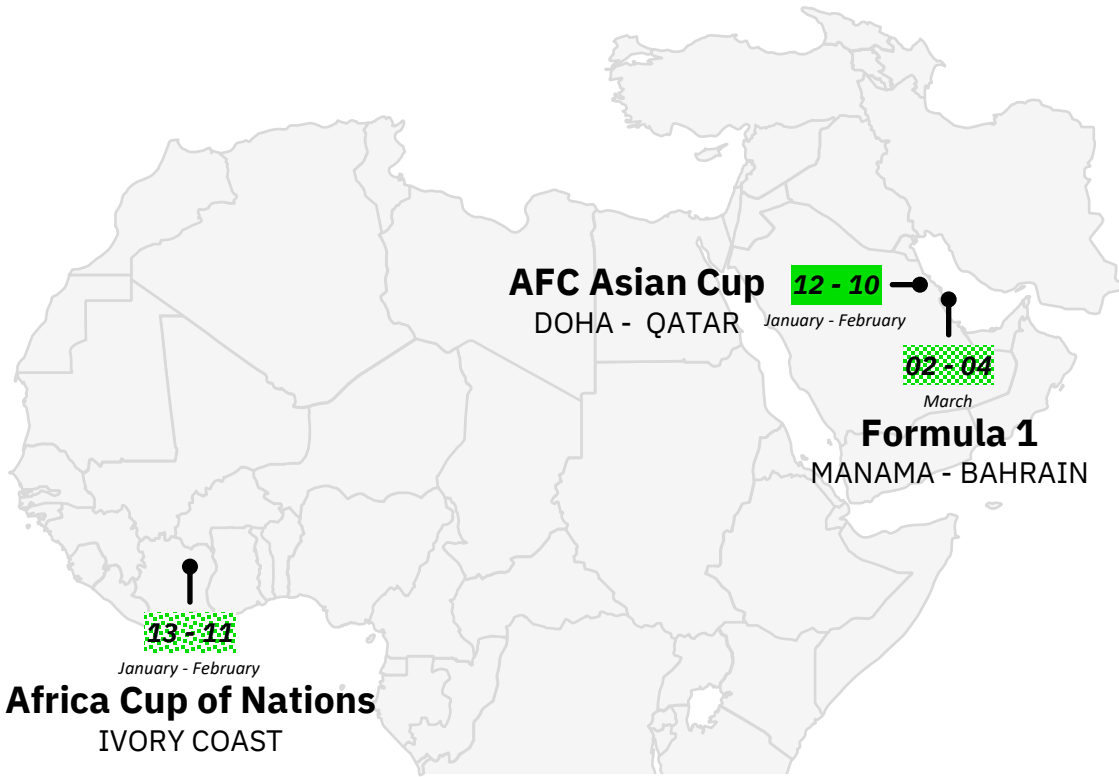 AFC Asian Cup
DOHA - QATAR
12 - 10
January - February
02 - 04
March
Formula 1
MANAMA - BAHRAIN
13 - 11
January - February
Africa Cup of Nations
IVORY COAST